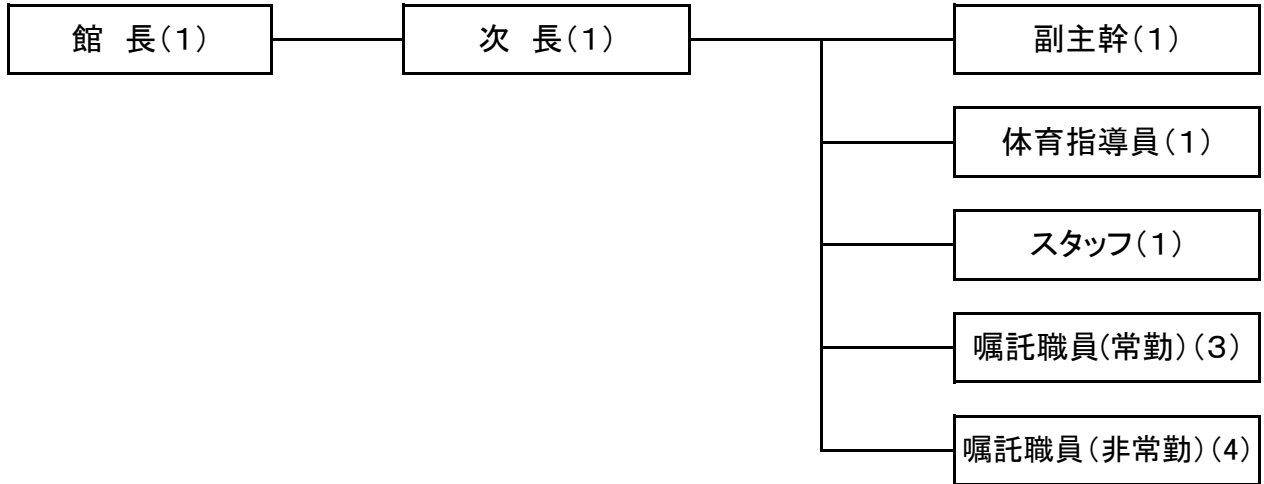 館 長(1)
次 長(1)
副主幹(1)
体育指導員(1)
スタッフ(1)
嘱託職員(常勤)(3)
嘱託職員(非常勤)(4)